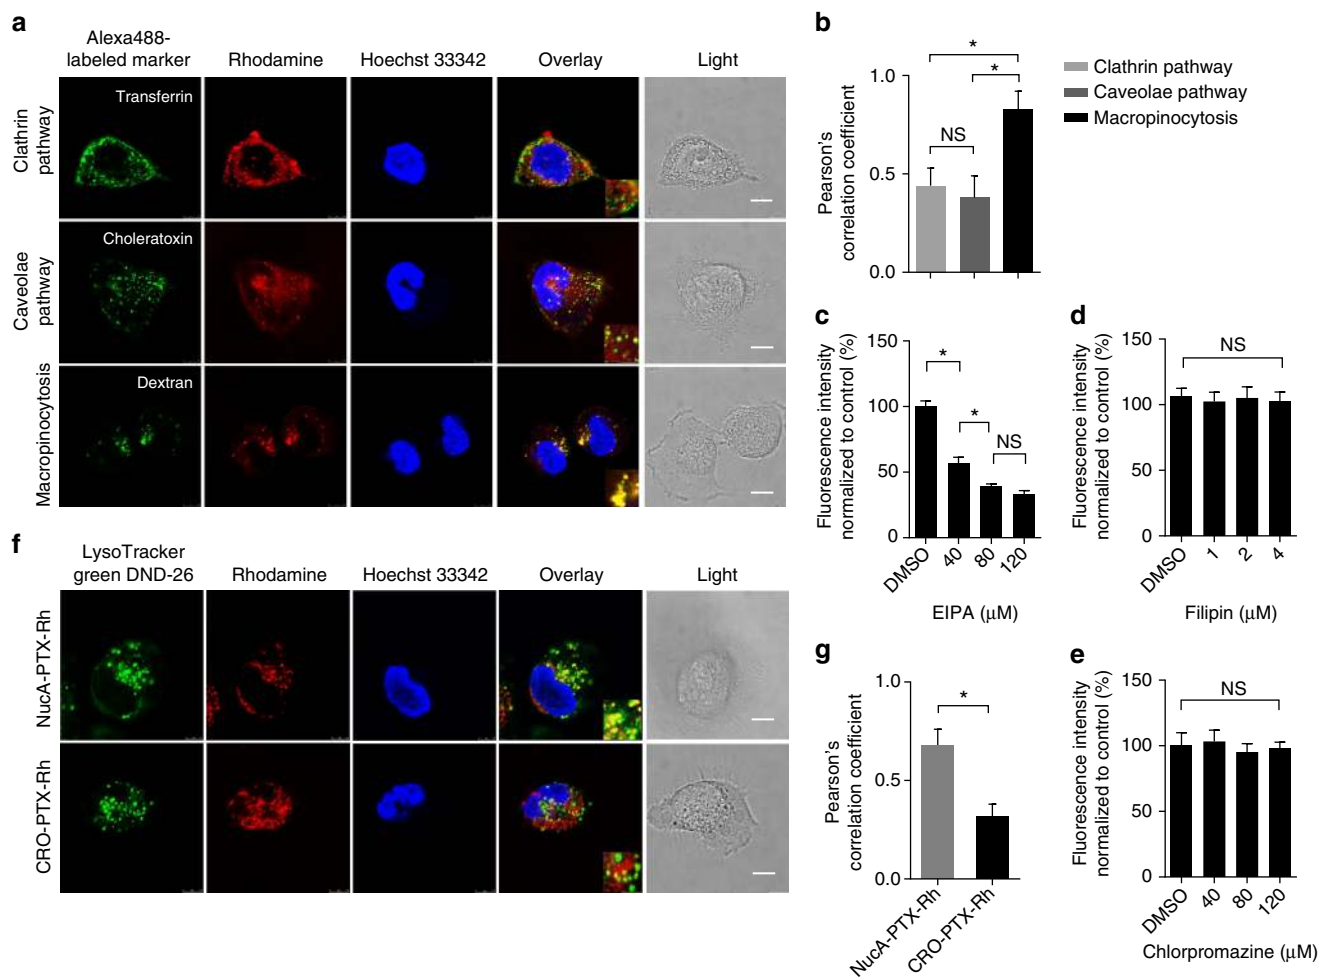 a
Alexa488-
labeled marker
Rhodamine
Hoechst 33342
Overlay
Light
Clathrin
pathway
Transferrin
Caveolae
pathway
Choleratoxin
Macropinocytosis
Dextran
b
Pearson's
correlation coefficient
1.0
0.5
0.0
NS
*
*
Clathrin pathway
Caveolae pathway
Macropinocytosis
c
Fluorescence intensity
normalized to control (%)
150
100
50
0
*
*
NS
DMSO
40
80
120
EIPA (μM)
d
Fluorescence intensity
normalized to control (%)
150
100
50
0
NS
DMSO
1
2
4
Filipin (μM)
f
LysoTracker
green DND-26
Rhodamine
Hoechst 33342
Overlay
Light
NucA-PTX-Rh
CRO-PTX-Rh
g
Pearson's
correlation coefficient
1.0
0.5
0.0
*
NucA-PTX-Rh
CRO-PTX-Rh
e
Fluorescence intensity
normalized to control (%)
150
100
50
0
NS
DMSO
40
80
120
Chlorpromazine (μM)